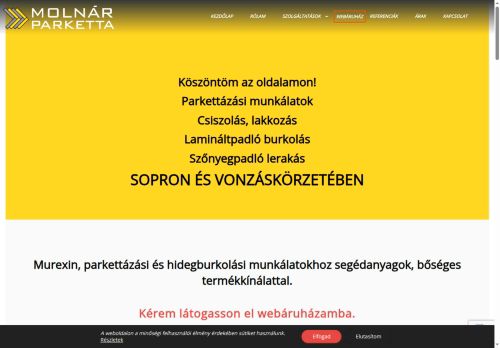 MOLNÁR
PARKETTA
KEZDŐLAP RÓLAM SZOLGÁLTATÁSOK WEBÁRUHÁZ REFERENCIÁK ÁRAK KAPCSOLAT
Köszöntöm az oldalamon!
Parkettázási munkálatok
Csiszolás, lakkozás
Lamináltpadló burkolás
Szőnyegpadló lerakás
SOPRON ÉS VONZÁSKÖRZETÉBEN
Murexin, parkettázási és hidegburkolási munkálatokhoz segédanyagok, bőséges
termékkínálattal.
Kérem látogasson el webáruházamba.
A weboldalon a minőségi felhasználói élmény érdekében sütiket használunk.
Részletek
Elfogad
Elutasítom